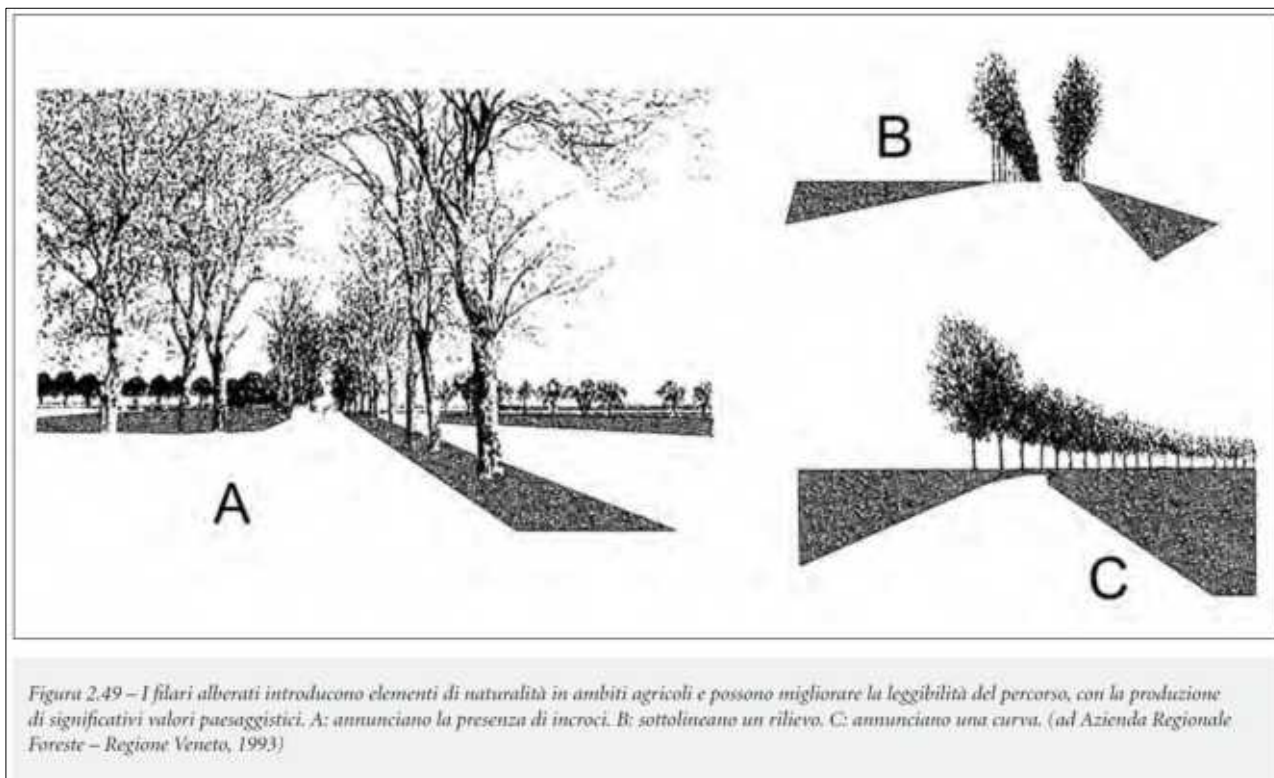 B
A
C
Figura 2.49 – I filari alberati introducono elementi di naturalità in ambiti agricoli e possono migliorare la leggibilità del percorso, con la produzione
di significativi valori paesaggistici. A: annunciano la presenza di incroci. B: sottolineano un rilievo. C: annunciano una curva. (ad Azienda Regionale
Foreste – Regione Veneto, 1993)